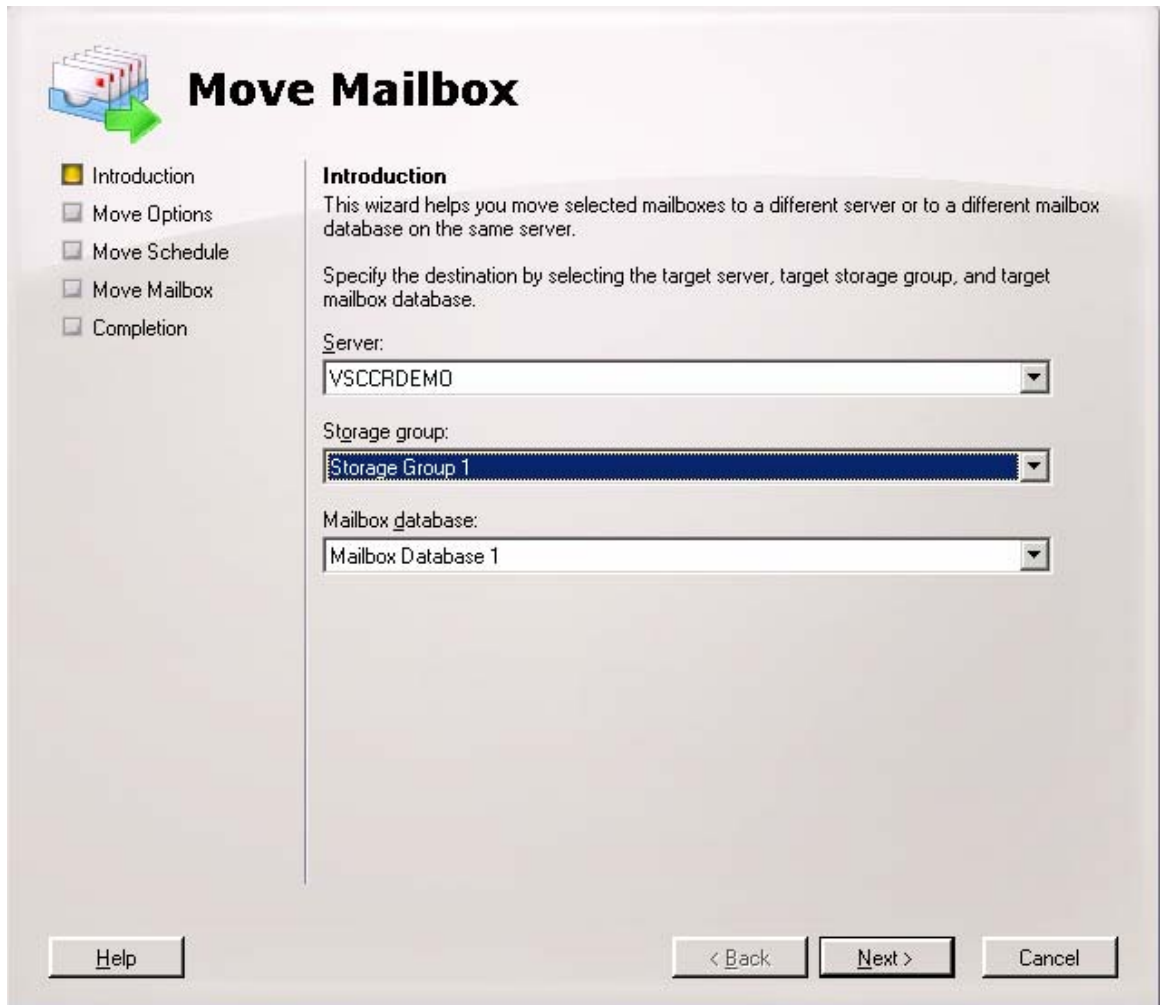 Move Mailbox
Introduction
Move Options
Move Schedule
Move Mailbox
Completion
Introduction
This wizard helps you move selected mailboxes to a different server or to a different mailbox
database on the same server.
Specify the destination by selecting the target server, target storage group, and target
mailbox database.
Server:
VSCCRDEMO
Storage group:
Storage Group 1
Mailbox database:
Mailbox Database 1
Help
< Back
Next >
Cancel